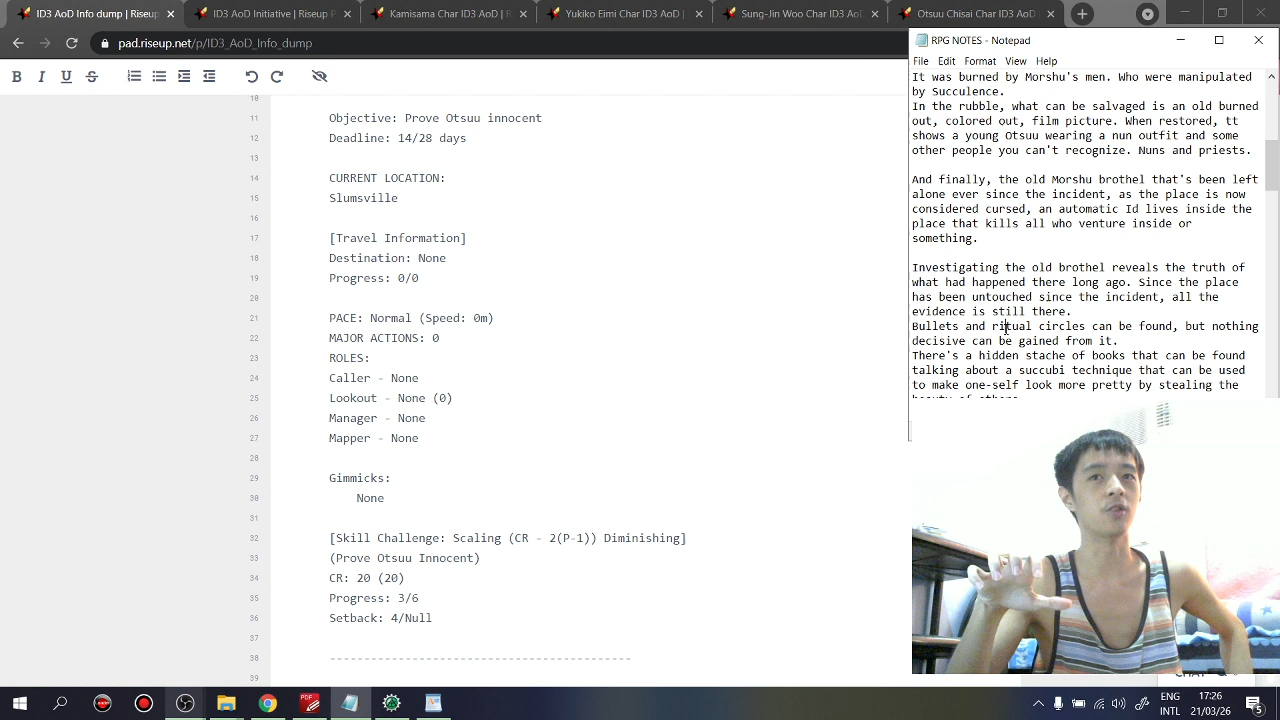 ID3 AoD Info dump | Riseup P
ID3 AoD Initiative | Riseup P
Kamisama Char ID3 AoD | R
Yukiko Eimi Char ID3 AoD |
Sung-Jin Woo Char ID3 AoD
Otsuu Chisai Char ID3 AoD
pad.riseup.net/p/ID3_AoD_Info_dump
RPG NOTES - Notepad
File Edit Format View Help
B I U S
10
11 Objective: Prove Otsuu innocent
12 Deadline: 14/28 days
13
14 CURRENT LOCATION:
15 Slumsville
16
17 [Travel Information]
18 Destination: None
19 Progress: 0/0
20
21 PACE: Normal (Speed: 0m)
22 MAJOR ACTIONS: 0
23 ROLES:
24 Caller - None
25 Lookout - None (0)
26 Manager - None
27 Mapper - None
28
29 Gimmicks:
30 None
31
32 [Skill Challenge: Scaling (CR - 2(P-1)) Diminishing]
33 (Prove Otsuu Innocent)
34 CR: 20 (20)
35 Progress: 3/6
36 Setback: 4/Null
37
38 --------------------------------------------
39
It was burned by Morshu's men. Who were manipulated
by Succulence.
In the rubble, what can be salvaged is an old burned
out, colored out, film picture. When restored, tt
shows a young Otsuu wearing a nun outfit and some
other people you can't recognize. Nuns and priests.
And finally, the old Morshu brothel that's been left
alone ever since the incident, as the place is now
considered cursed, an automatic Id lives inside the
place that kills all who venture inside or
something.
Investigating the old brothel reveals the truth of
what had happened there long ago. Since the place
has been untouched since the incident, all the
evidence is still there.
Bullets and ritual circles can be found, but nothing
decisive can be gained from it.
There's a hidden stache of books that can be found
talking about a succubi technique that can be used
to make one-self look more pretty by stealing the
beauty of others
ENG
INTL
17:26
21/03/26
5